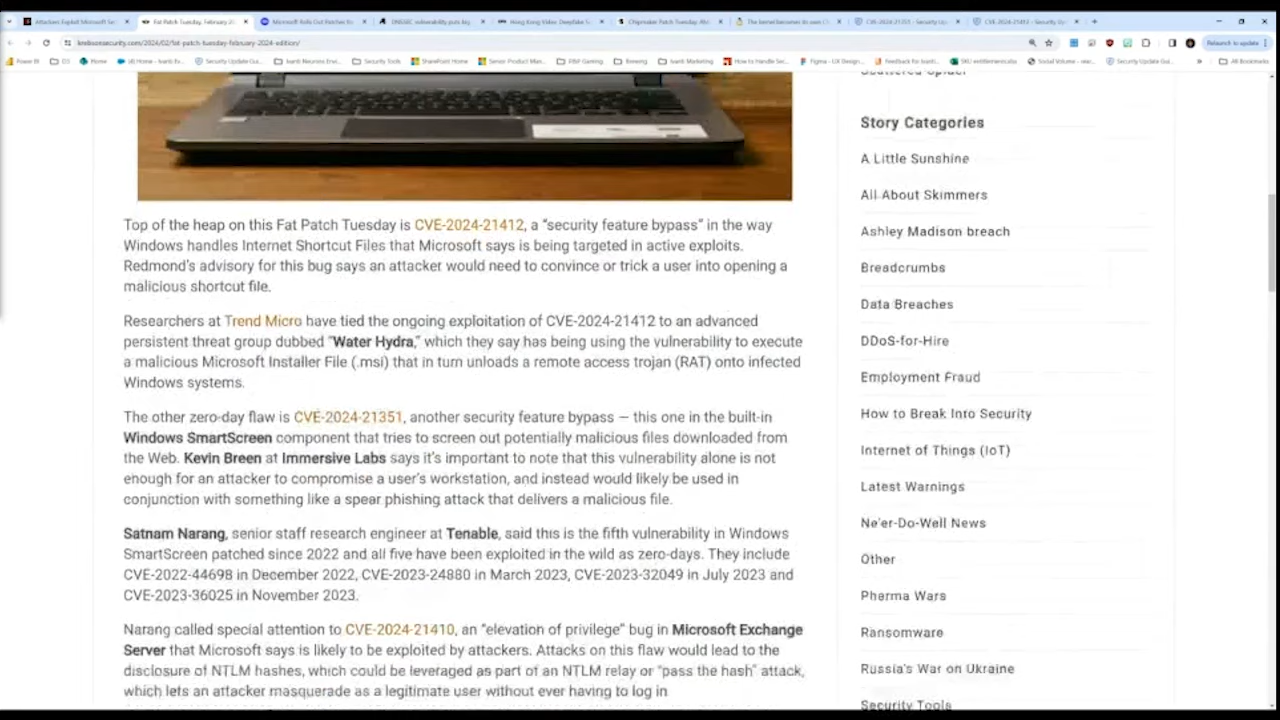 Fat Patch Tuesday, February 20
krebsonsecurity.com/2024/02/fat-patch-tuesday-february-2024-edition/
Relaunch to update
All Bookmarks
Top of the heap on this Fat Patch Tuesday is CVE-2024-21412, a “security feature bypass” in the way
Windows handles Internet Shortcut Files that Microsoft says is being targeted in active exploits.
Redmond’s advisory for this bug says an attacker would need to convince or trick a user into opening a
malicious shortcut file.
Researchers at Trend Micro have tied the ongoing exploitation of CVE-2024-21412 to an advanced
persistent threat group dubbed “Water Hydra,” which they say has being using the vulnerability to execute
a malicious Microsoft Installer File (.msi) that in turn unloads a remote access trojan (RAT) onto infected
Windows systems.
The other zero-day flaw is CVE-2024-21351, another security feature bypass — this one in the built-in
Windows SmartScreen component that tries to screen out potentially malicious files downloaded from
the Web. Kevin Breen at Immersive Labs says it’s important to note that this vulnerability alone is not
enough for an attacker to compromise a user’s workstation, and instead would likely be used in
conjunction with something like a spear phishing attack that delivers a malicious file.
Satnam Narang, senior staff research engineer at Tenable, said this is the fifth vulnerability in Windows
SmartScreen patched since 2022 and all five have been exploited in the wild as zero-days. They include
CVE-2022-44698 in December 2022, CVE-2023-24880 in March 2023, CVE-2023-32049 in July 2023 and
CVE-2023-36025 in November 2023.
Narang called special attention to CVE-2024-21410, an “elevation of privilege” bug in Microsoft Exchange
Server that Microsoft says is likely to be exploited by attackers. Attacks on this flaw would lead to the
disclosure of NTLM hashes, which could be leveraged as part of an NTLM relay or “pass the hash” attack,
which lets an attacker masquerade as a legitimate user without ever having to log in
Scattered Spider
Story Categories
A Little Sunshine
All About Skimmers
Ashley Madison breach
Breadcrumbs
Data Breaches
DDoS-for-Hire
Employment Fraud
How to Break Into Security
Internet of Things (IoT)
Latest Warnings
Ne'er-Do-Well News
Other
Pharma Wars
Ransomware
Russia's War on Ukraine
Security Tools